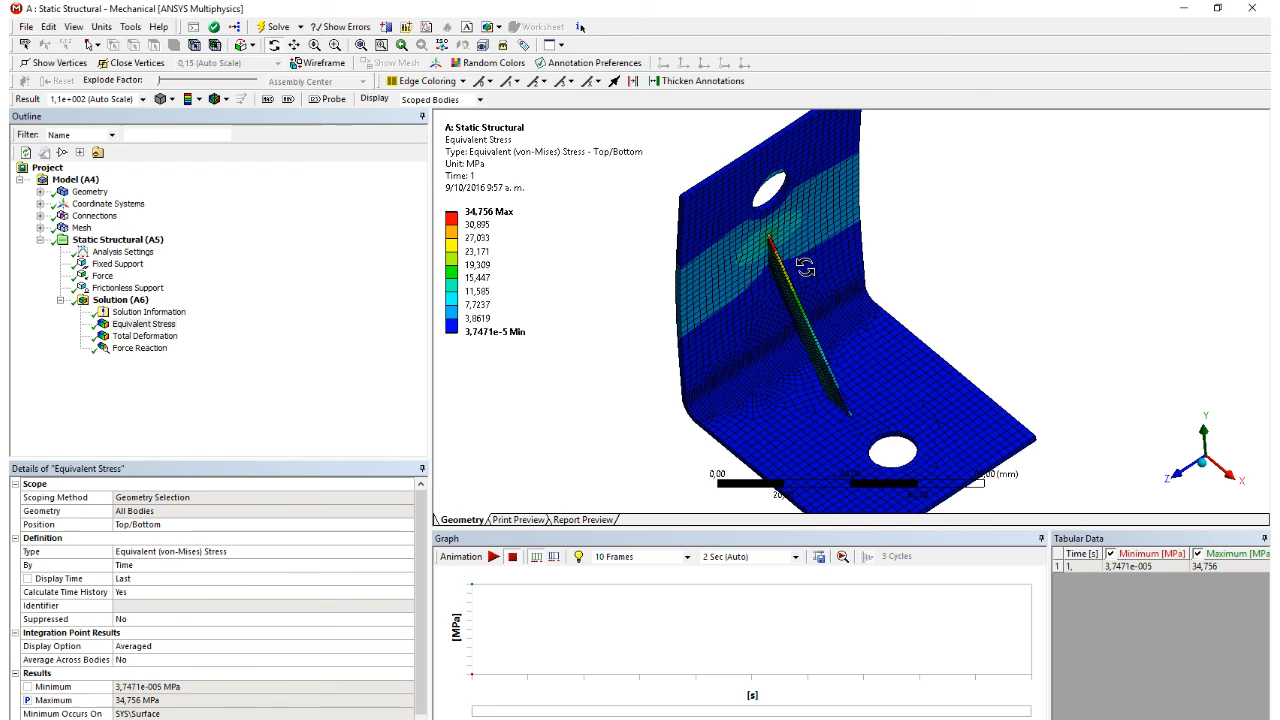 A : Static Structural - Mechanical [ANSYS Multiphysics]
File Edit View Units Tools Help Solve ?/Show Errors Worksheet
Show Vertices Close Vertices 0,15 (Auto Scale) Wireframe Show Mesh Random Colors Annotation Preferences
Reset Explode Factor: Assembly Center Edge Coloring Thicken Annotations
Result 1,1e+002 (Auto Scale) Probe Display Scoped Bodies
Outline
Filter: Name
Project
Model (A4)
Geometry
Coordinate Systems
Connections
Mesh
Static Structural (A5)
Analysis Settings
Fixed Support
Force
Frictionless Support
Solution (A6)
Solution Information
Equivalent Stress
Total Deformation
Force Reaction
Details of "Equivalent Stress"
Scope
Scoping Method Geometry Selection
Geometry All Bodies
Position Top/Bottom
Definition
Type Equivalent (von-Mises) Stress
By Time
Display Time Last
Calculate Time History Yes
Identifier
Suppressed No
Integration Point Results
Display Option Averaged
Average Across Bodies No
Results
Minimum 3,7471e-005 MPa
P Maximum 34,756 MPa
Minimum Occurs On SYS\Surface
A: Static Structural
Equivalent Stress
Type: Equivalent (von-Mises) Stress - Top/Bottom
Unit: MPa
Time: 1
9/10/2016 9:57 a. m.
34,756 Max
30,895
27,033
23,171
19,309
15,447
11,585
7,7237
3,8619
3,7471e-5 Min
0,00
(mm)
Y
Z
X
Geometry Print Preview Report Preview
Graph
Animation 10 Frames 2 Sec (Auto) 3 Cycles
[MPa]
[s]
Tabular Data
Time [s] Minimum [MPa] Maximum [MPa
1 1, 3,7471e-005 34,756